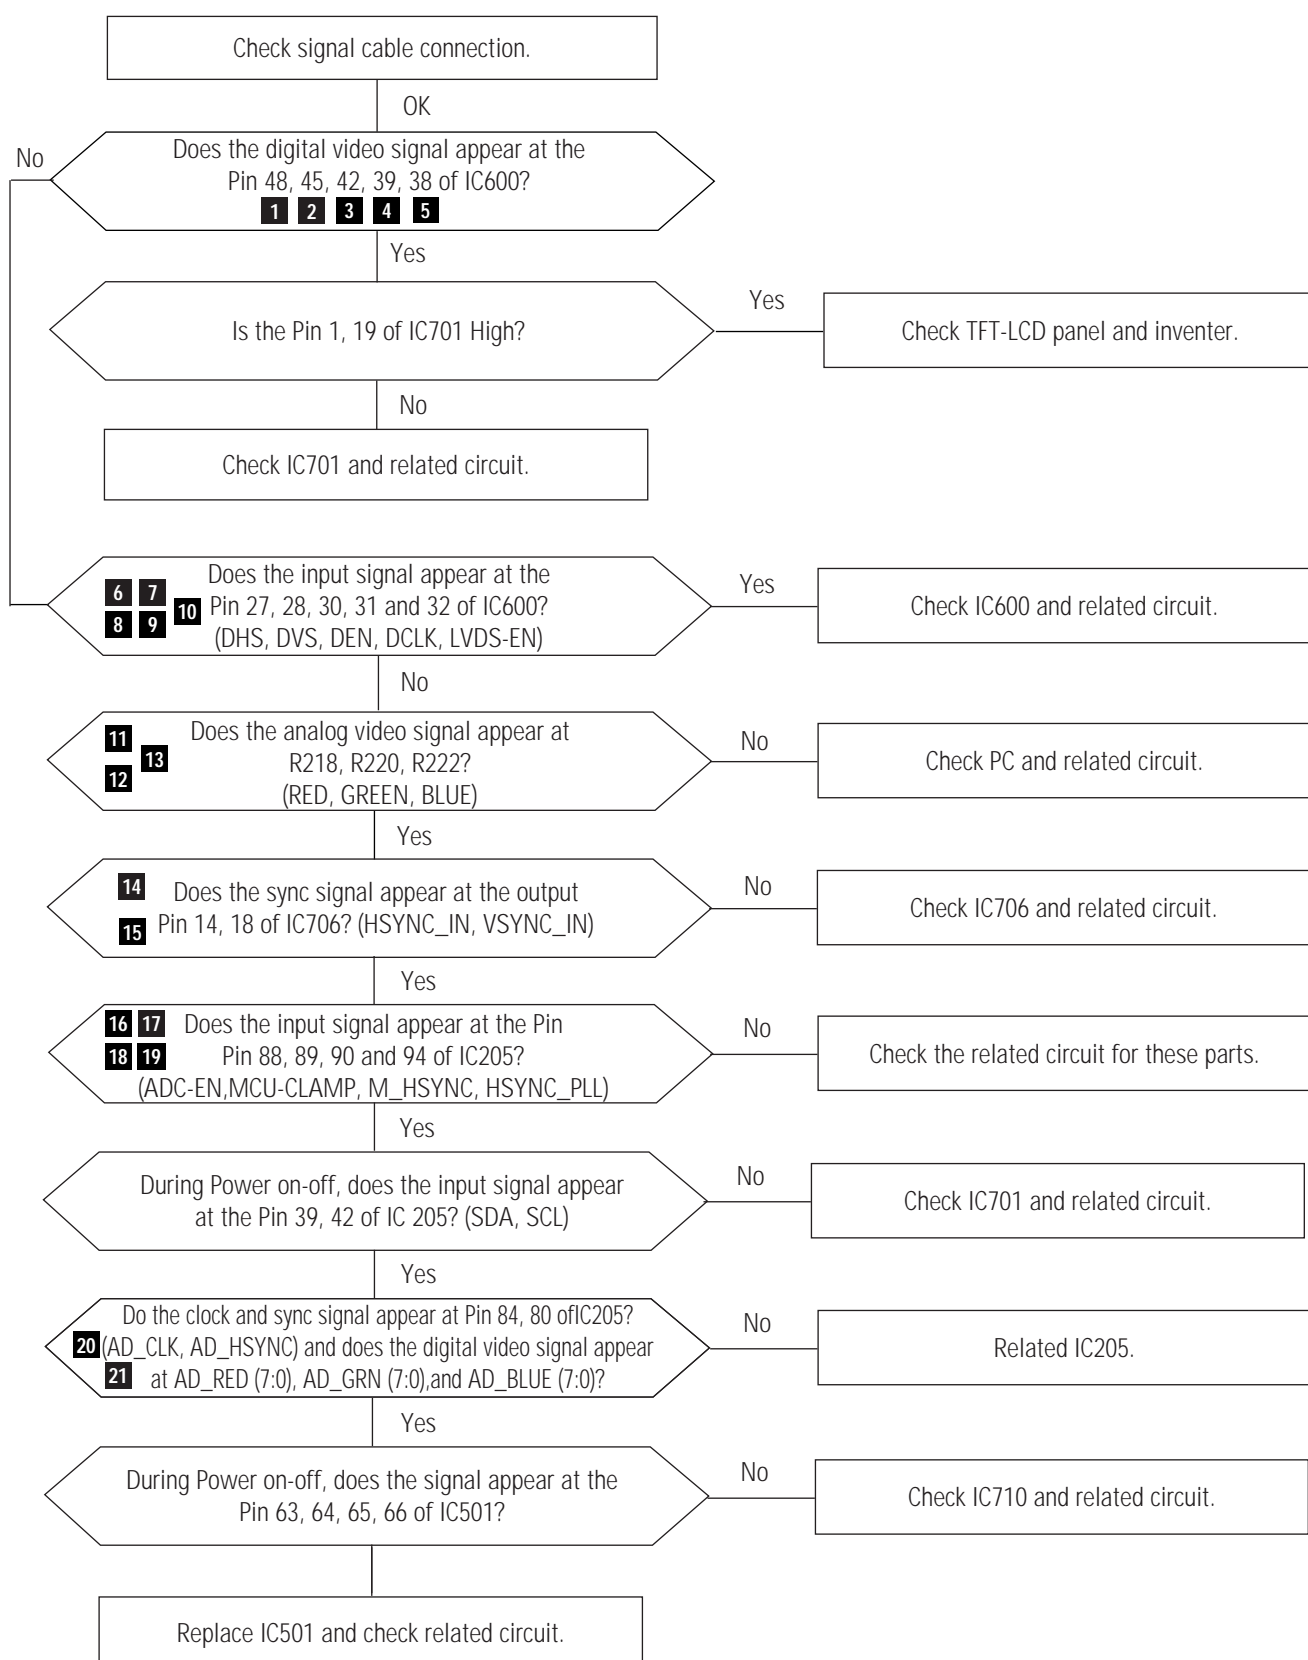 Check signal cable connection.
OK
No
Does the digital video signal appear at the
Pin 48, 45, 42, 39, 38 of IC600?
1 2 3 4 5
Yes
Is the Pin 1, 19 of IC701 High?
Yes
Check TFT-LCD panel and inventer.
No
Check IC701 and related circuit.
6 7
8 9
10
Does the input signal appear at the
Pin 27, 28, 30, 31 and 32 of IC600?
(DHS, DVS, DEN, DCLK, LVDS-EN)
Yes
Check IC600 and related circuit.
No
11
12
13
Does the analog video signal appear at
R218, R220, R222?
(RED, GREEN, BLUE)
No
Check PC and related circuit.
Yes
14
15
Does the sync signal appear at the output
Pin 14, 18 of IC706? (HSYNC_IN, VSYNC_IN)
No
Check IC706 and related circuit.
Yes
16 17
18 19
Does the input signal appear at the Pin
Pin 88, 89, 90 and 94 of IC205?
(ADC-EN,MCU-CLAMP, M_HSYNC, HSYNC_PLL)
No
Check the related circuit for these parts.
Yes
During Power on-off, does the input signal appear
at the Pin 39, 42 of IC 205? (SDA, SCL)
No
Check IC701 and related circuit.
Yes
Do the clock and sync signal appear at Pin 84, 80 ofIC205?
20 (AD_CLK, AD_HSYNC) and does the digital video signal appear
21 at AD_RED (7:0), AD_GRN (7:0),and AD_BLUE (7:0)?
No
Related IC205.
Yes
During Power on-off, does the signal appear at the
Pin 63, 64, 65, 66 of IC501?
No
Check IC710 and related circuit.
Replace IC501 and check related circuit.